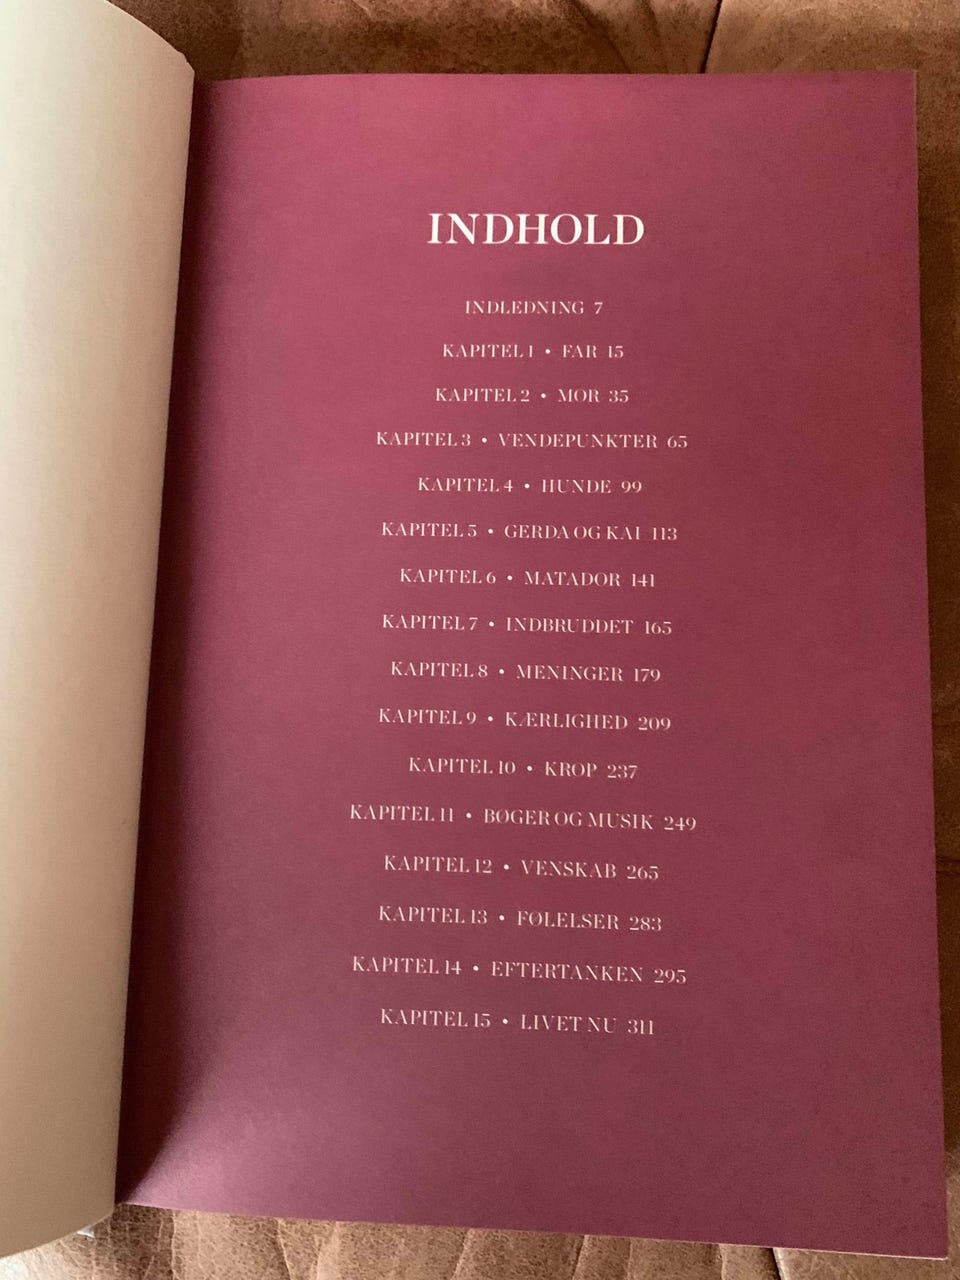 INDHOLD
INDLEDNING 7
KAPITEL 1 • FAR 15
KAPITEL 2 • MOR 35
KAPITEL 3 • VENDEPUNKTER 65
KAPITEL 4 • HUNDE 99
KAPITEL 5 • GERDA OG KAI 113
KAPITEL 6 • MATADOR 141
KAPITEL 7 • INDBRUDDET 165
KAPITEL 8 • MENINGER 179
KAPITEL 9 • KÆRLIGHED 209
KAPITEL 10 • KROP 237
KAPITEL 11 • BØGER OG MUSIK 249
KAPITEL 12 • VENSKAB 265
KAPITEL 13 • FØLELSER 283
KAPITEL 14 • EFTERTANKEN 295
KAPITEL 15 • LIVET NU 311